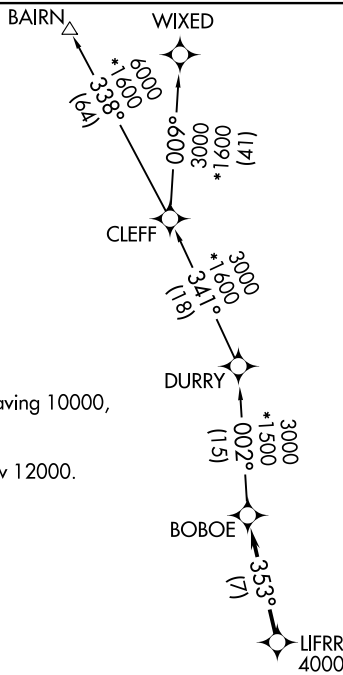 BAIRN
WIXED
6000
*1600
338°
(64)
009°
3000
*1600
(41)
CLEFF
3000
*1600
341°
(18)
aving 10000,
DURRY
3000
*1500
002°
(15)
w 12000.
BOBOE
353°
(7)
LIFRR
4000